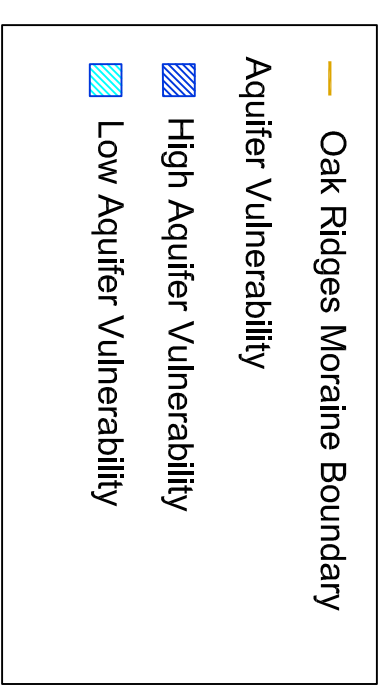 Oak Ridges Moraine Boundary
Aquifer Vulnerability
High Aquifer Vulnerability
Low Aquifer Vulnerability